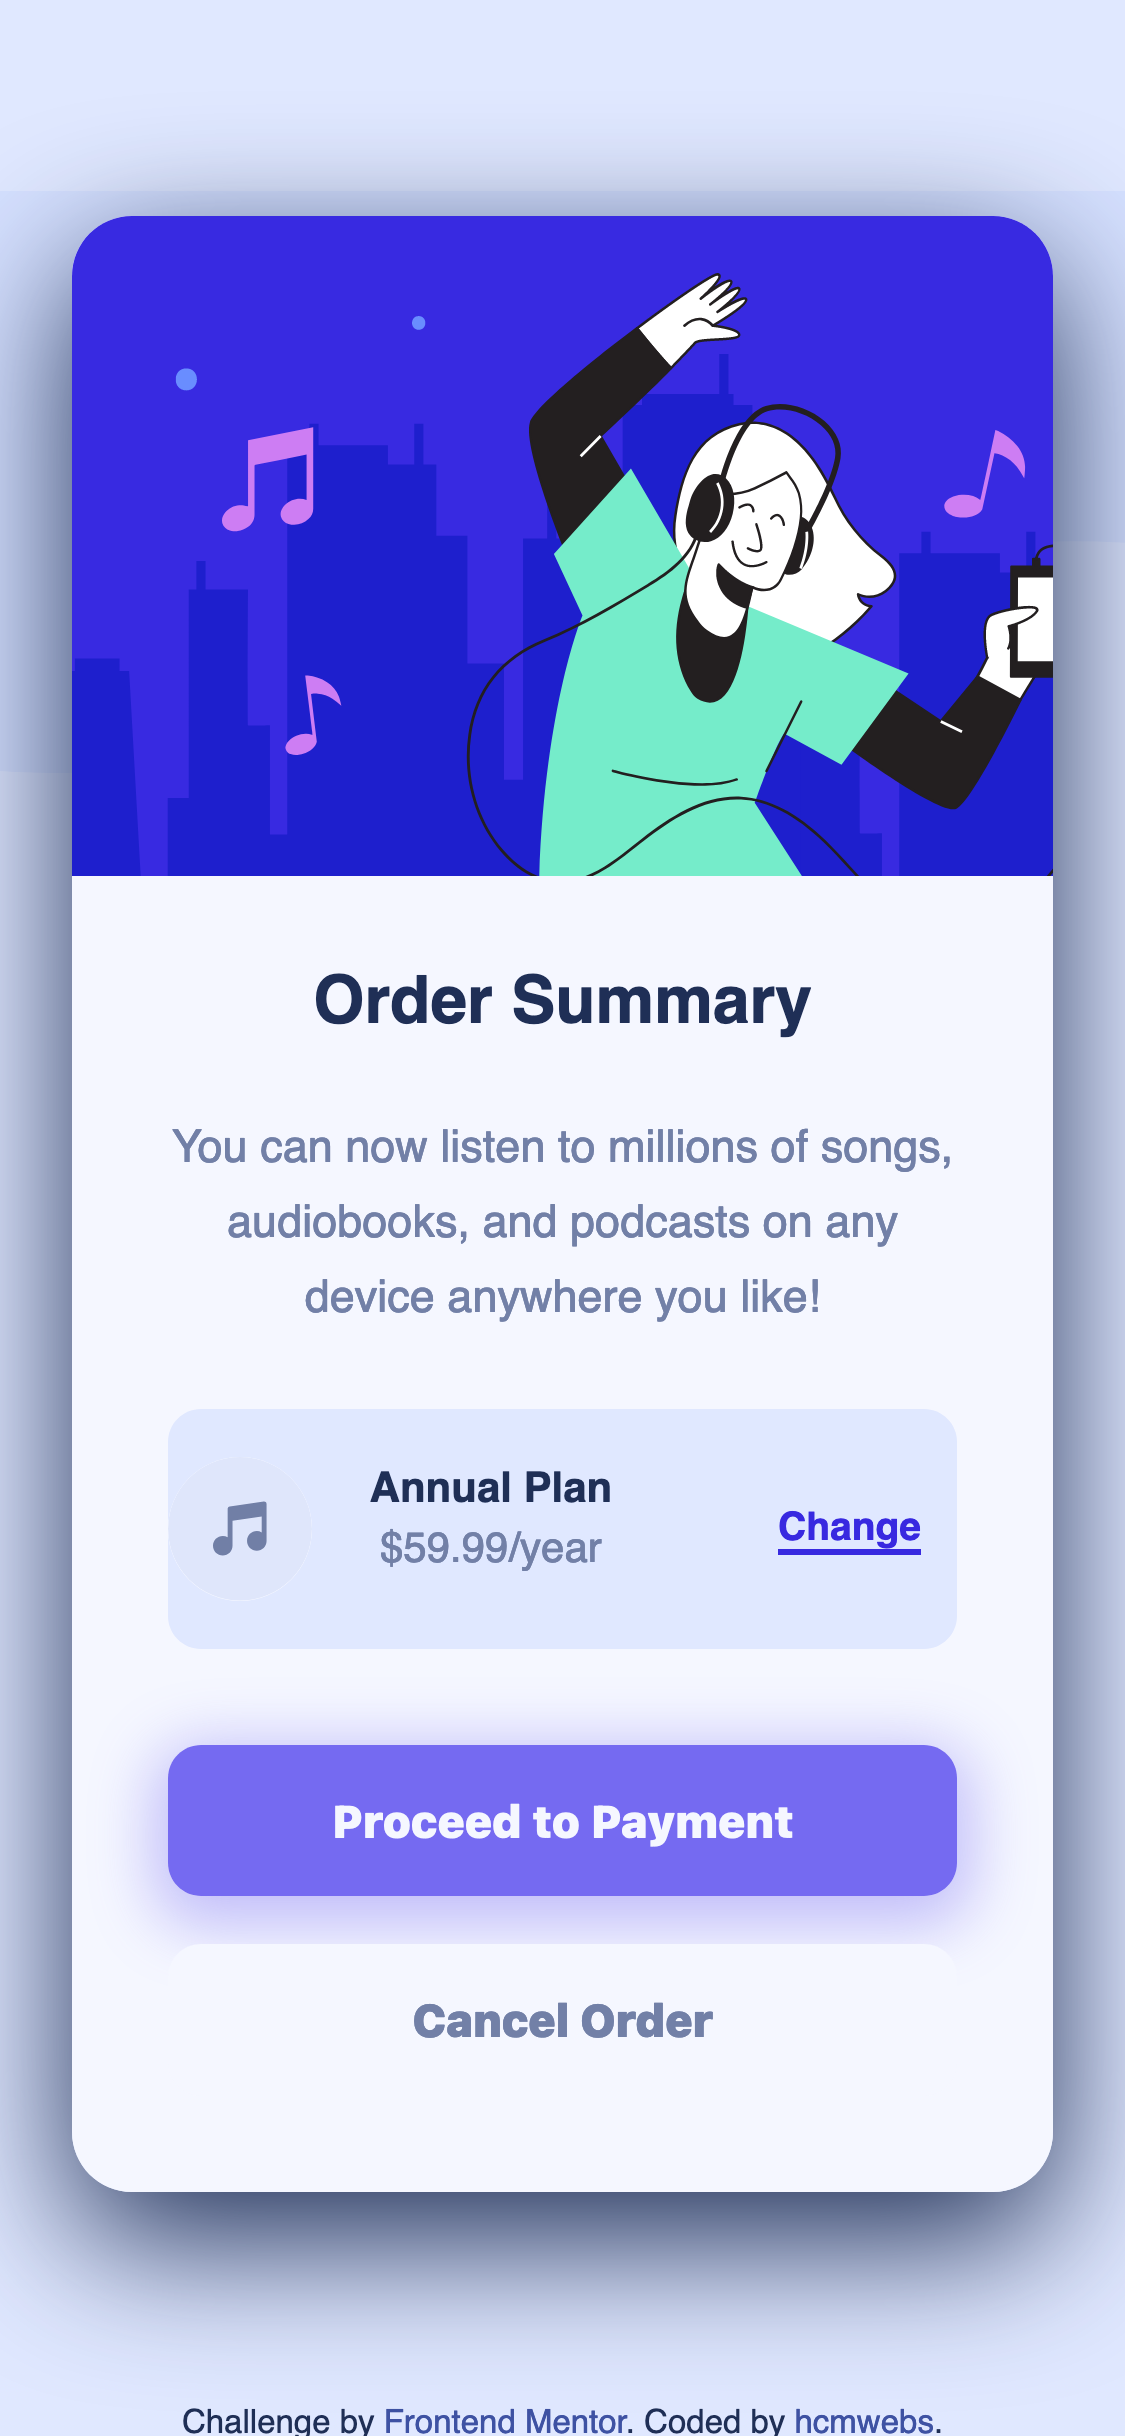 Order Summary
You can now listen to millions of songs,
audiobooks, and podcasts on any
device anywhere you like!
Annual Plan
$59.99/year
Change
Proceed to Payment
Cancel Order
Challenge by Frontend Mentor. Coded by hcmwebs.